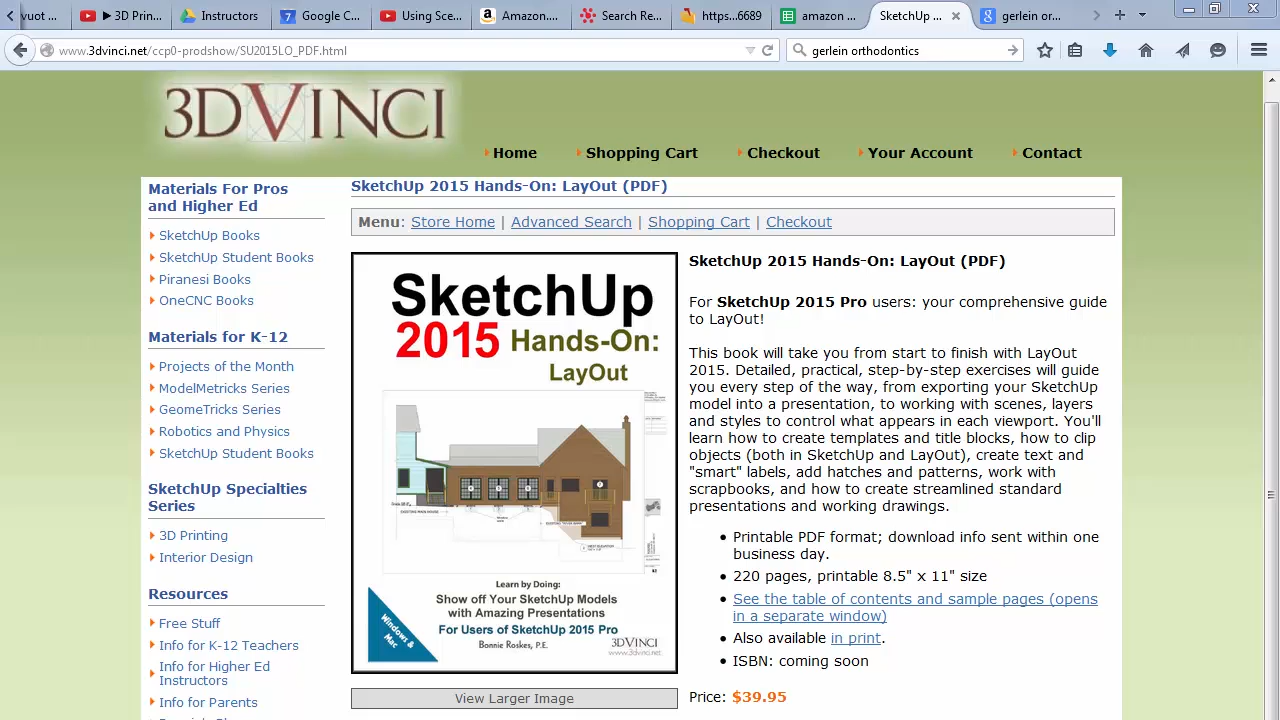 vout ...
▶ 3D Prin...
Instructors
Google C...
Using Sce...
Amazon....
Search Re...
https...6689
amazon ...
SketchUp ...
gerlein or...
www.3dvinci.net/ccp0-prodshow/SU2015LO_PDF.html
gerlein orthodontics
3DVINCI
Home
Shopping Cart
Checkout
Your Account
Contact
Materials For Pros
and Higher Ed
SketchUp Books
SketchUp Student Books
Piranesi Books
OneCNC Books
Materials for K-12
Projects of the Month
ModelMetricks Series
GeomeTricks Series
Robotics and Physics
SketchUp Student Books
SketchUp Specialties
Series
3D Printing
Interior Design
Resources
Free Stuff
Info for K-12 Teachers
Info for Higher Ed
Instructors
Info for Parents
SketchUp 2015 Hands-On: LayOut (PDF)
Menu: Store Home | Advanced Search | Shopping Cart | Checkout
SketchUp
2015 Hands-On:
LayOut
Learn by Doing:
Show off Your SketchUp Models
with Amazing Presentations
For Users of SketchUp 2015 Pro
Bonnie Roskes, P.E.
Windows &
Mac
3DVINCI
www.3dvinci.net
View Larger Image
SketchUp 2015 Hands-On: LayOut (PDF)
For SketchUp 2015 Pro users: your comprehensive guide
to LayOut!
This book will take you from start to finish with LayOut
2015. Detailed, practical, step-by-step exercises will guide
you every step of the way, from exporting your SketchUp
model into a presentation, to working with scenes, layers
and styles to control what appears in each viewport. You'll
learn how to create templates and title blocks, how to clip
objects (both in SketchUp and LayOut), create text and
"smart" labels, add hatches and patterns, work with
scrapbooks, and how to create streamlined standard
presentations and working drawings.
Printable PDF format; download info sent within one
business day.
220 pages, printable 8.5" x 11" size
See the table of contents and sample pages (opens
in a separate window)
Also available in print.
ISBN: coming soon
Price: $39.95